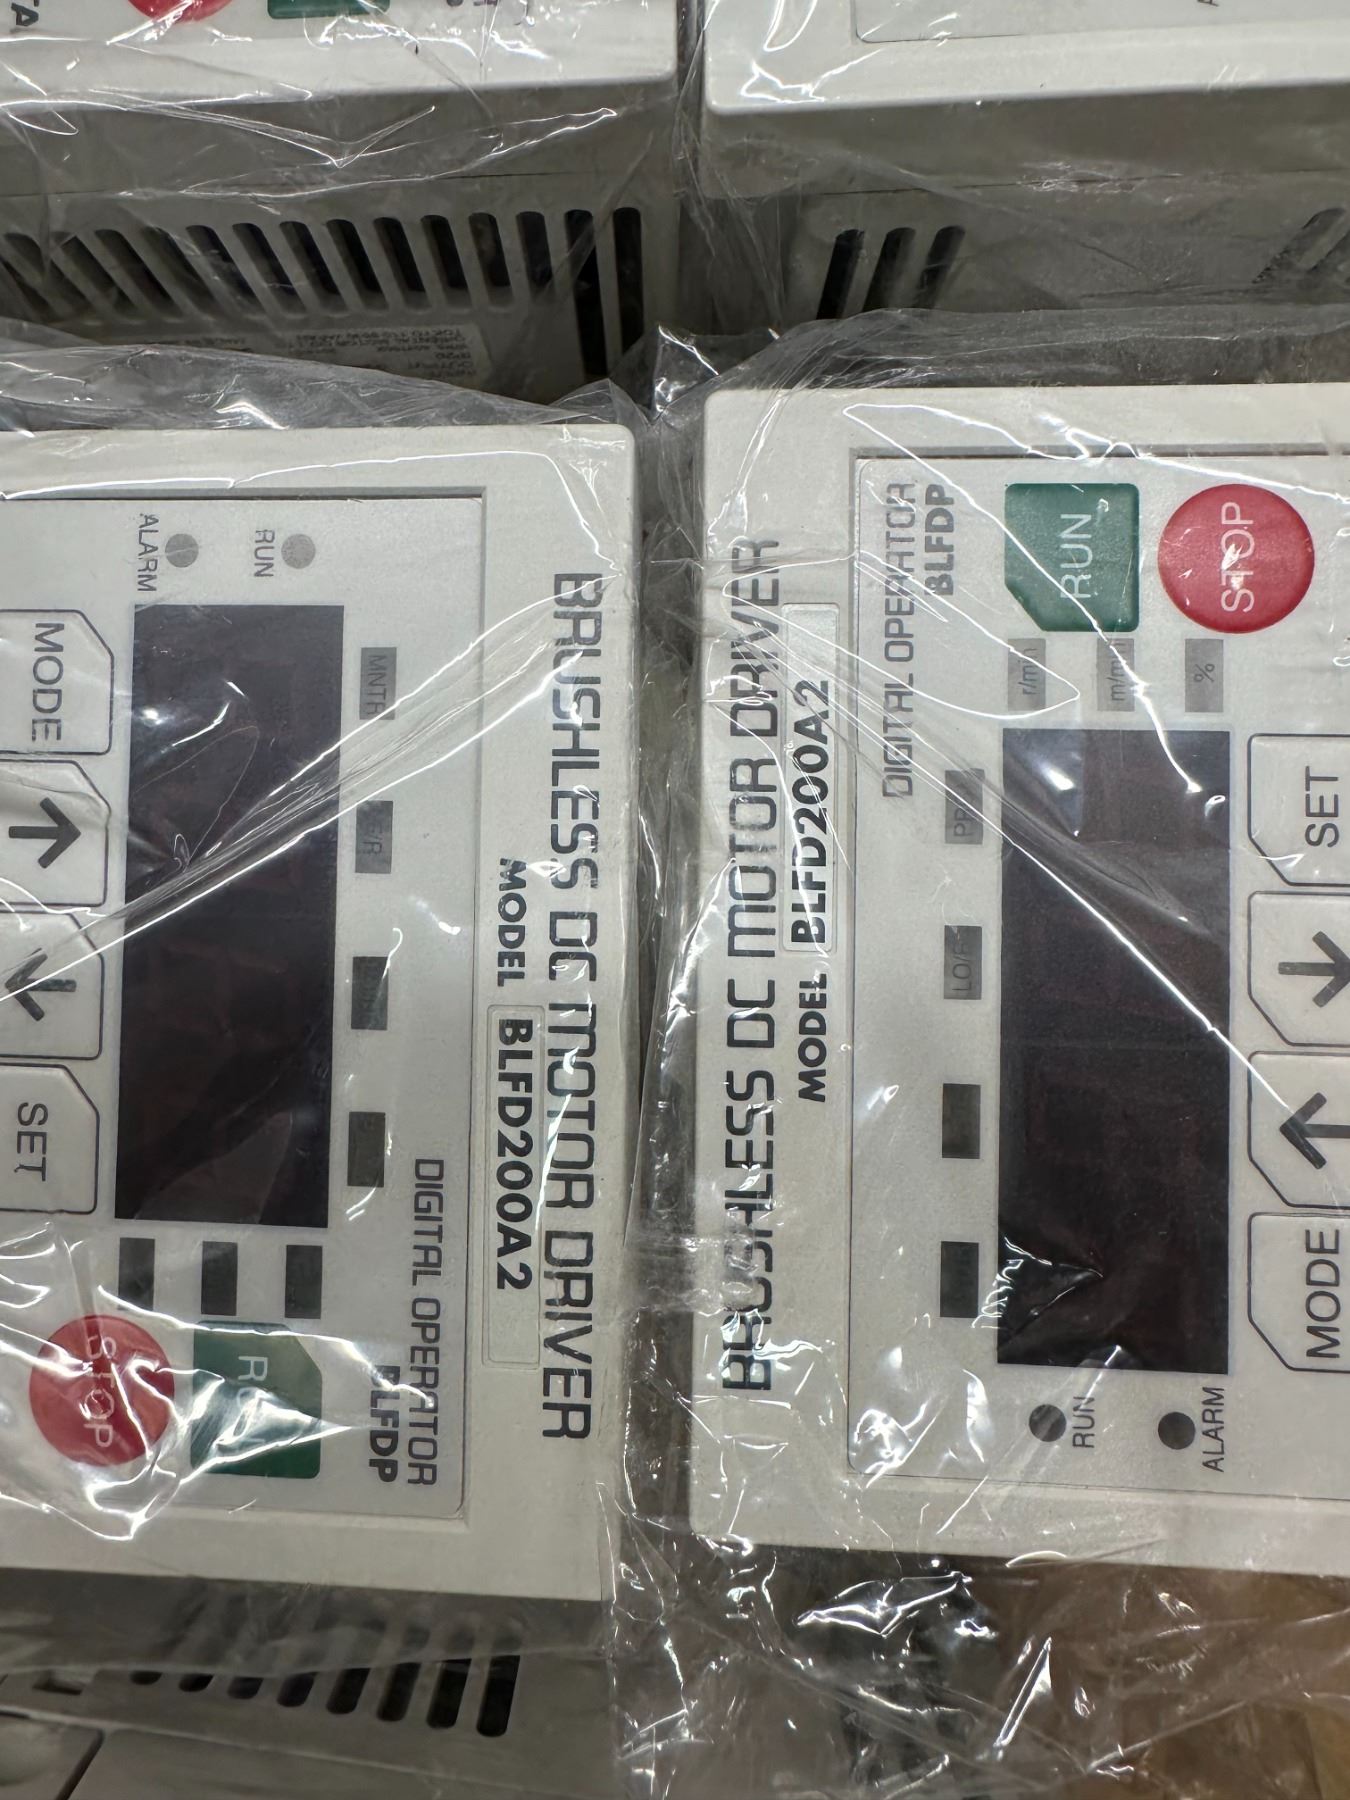 ALARM
RUN
MODE
MNTR
SET
STOP
RUN
DIGITAL OPERATOR
BLFDP
MODEL BLFD200A2
BRUSHLESS DC MOTOR DRIVER
BRUSHLESS DC MOTOR DRIVER
MODEL BLFD200A2
DIGITAL OPERATOR
BLFDP
RUN
STOP
r/min
m/min
%
SET
MODE
RUN
ALARM